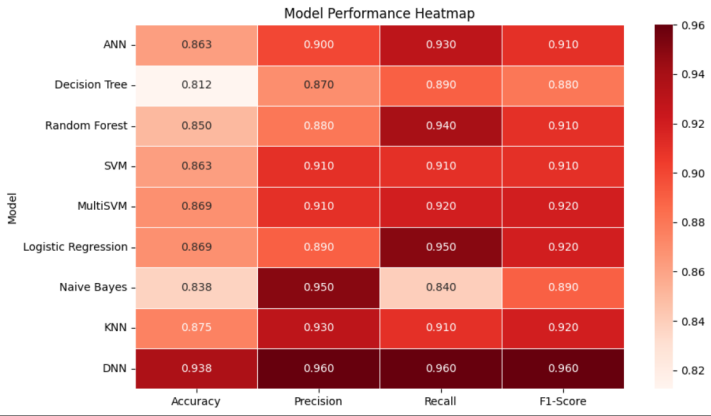 Model Performance Heatmap
Model
ANN 0.863 0.900 0.930 0.910
Decision Tree 0.812 0.870 0.890 0.880
Random Forest 0.850 0.880 0.940 0.910
SVM 0.863 0.910 0.910 0.910
MultiSVM 0.869 0.910 0.920 0.920
Logistic Regression 0.869 0.890 0.950 0.920
Naive Bayes 0.838 0.950 0.840 0.890
KNN 0.875 0.930 0.910 0.920
DNN 0.938 0.960 0.960 0.960
Accuracy Precision Recall F1-Score
0.96
0.94
0.92
0.90
0.88
0.86
0.84
0.82